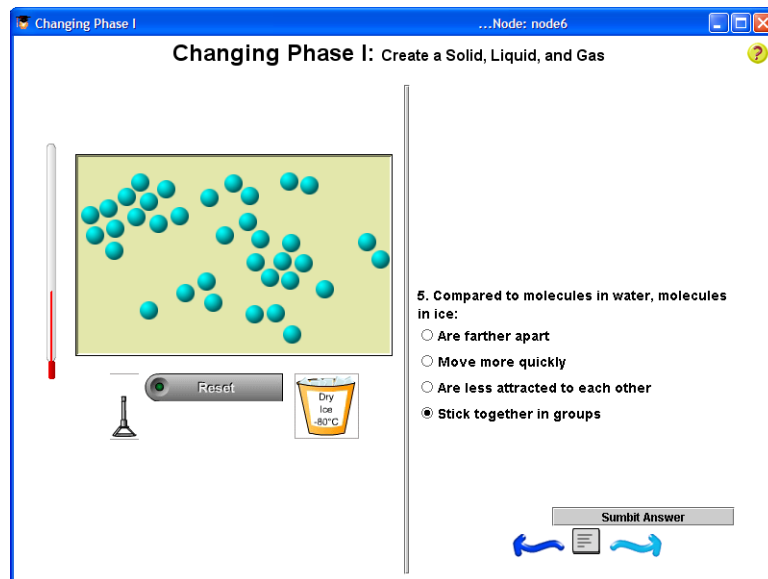 Changing Phase I ...Node: node6
Changing Phase I: Create a Solid, Liquid, and Gas
?
5. Compared to molecules in water, molecules
in ice:
Are farther apart
Move more quickly
Are less attracted to each other
Stick together in groups
Reset
Dry
Ice
-80°C
Sumbit Answer